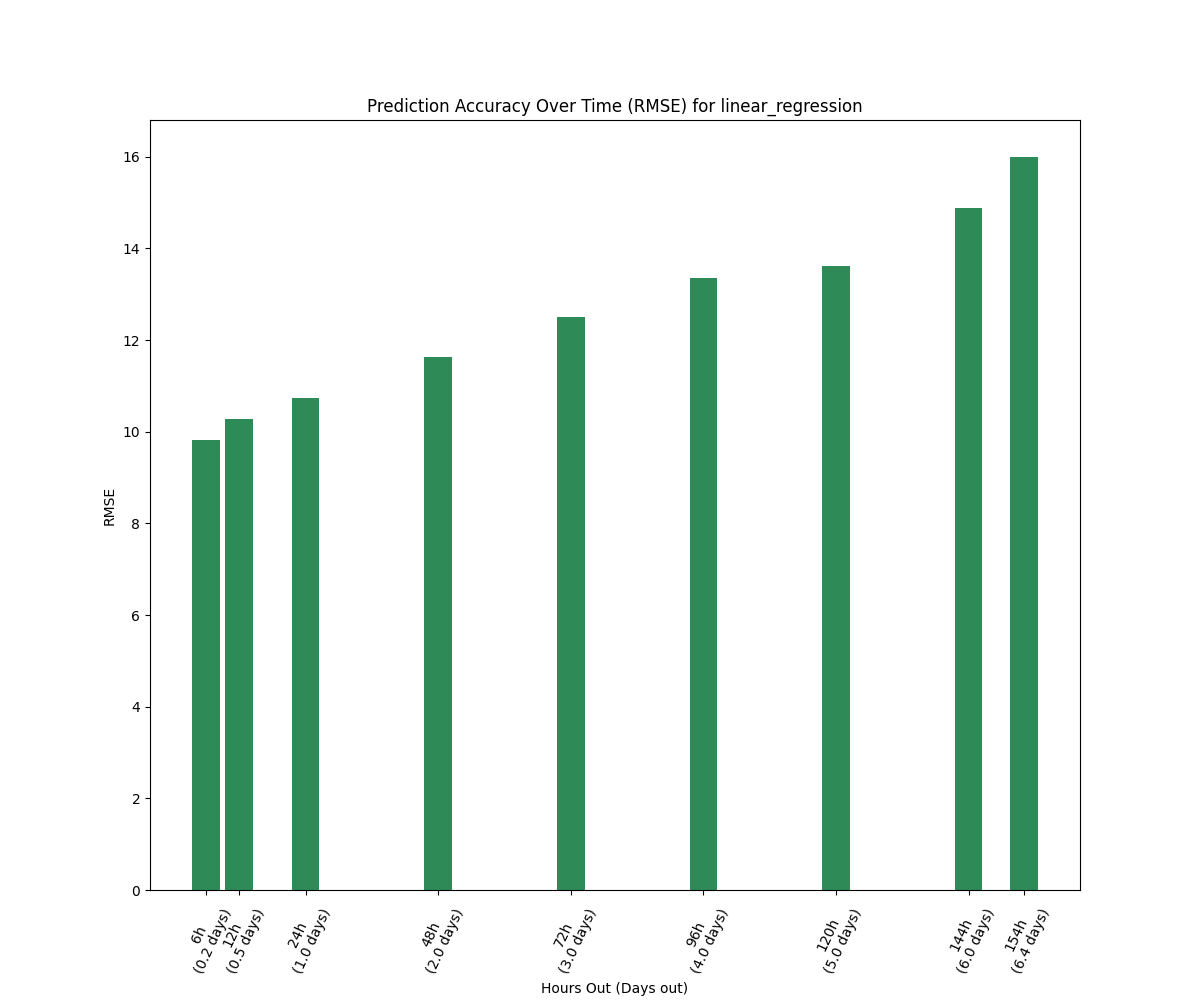 Prediction Accuracy Over Time (RMSE) for linear_regression
16
14
12
10
8
6
4
2
0
RMSE
6h
(0.2 days)
12h
(0.5 days)
24h
(1.0 days)
48h
(2.0 days)
72h
(3.0 days)
96h
(4.0 days)
120h
(5.0 days)
144h
(6.0 days)
154h
(6.4 days)
Hours Out (Days out)